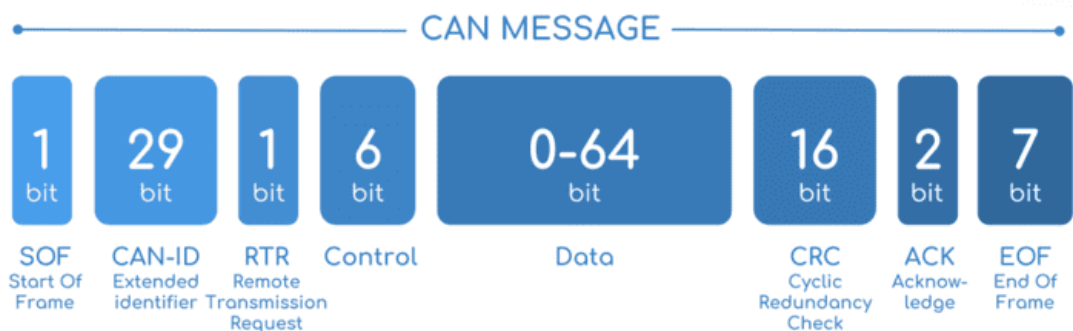 CAN MESSAGE
1 29 1 6 0-64 16 2 7
bit bit bit bit bit bit bit bit
SOF CAN-ID RTR Control Data CRC ACK EOF
Start Of Extended Remote Cyclic Acknow- End Of
Frame identifier Transmission Redundancy ledge Frame
Request Check